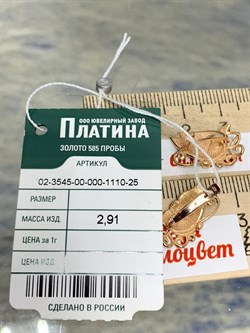 ООО ЮВЕЛИРНЫЙ ЗАВОД
ПЛАТИНА
ЗОЛОТО 585 ПРОБЫ
АРТИКУЛ
02-3545-00-000-1110-25
РАЗМЕР
МАССА ИЗД. 2,91
ЦЕНА за 1г
ЦЕНА ИЗД.
СДЕЛАНО В РОССИИ
моцвет